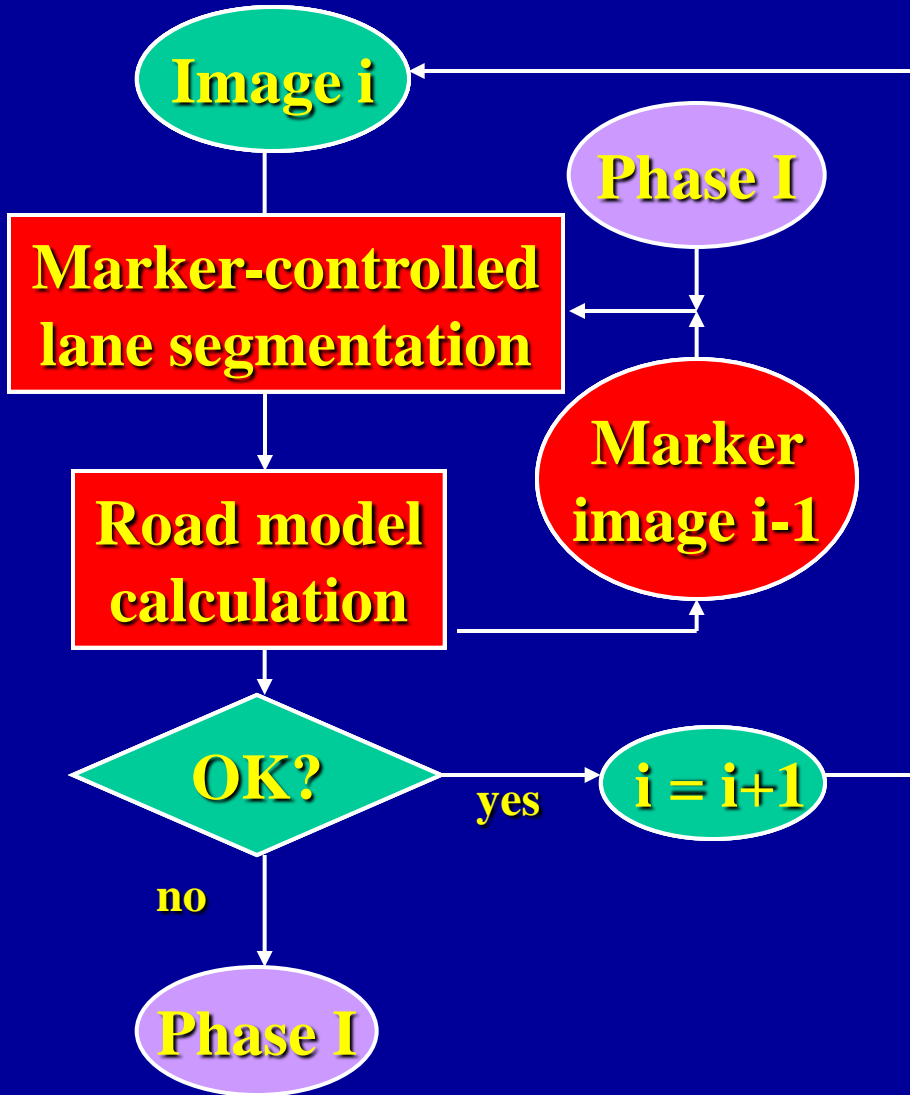 Image i
Phase I
Marker-controlled
lane segmentation
Marker
image i-1
Road model
calculation
OK?
yes
i = i+1
no
Phase I